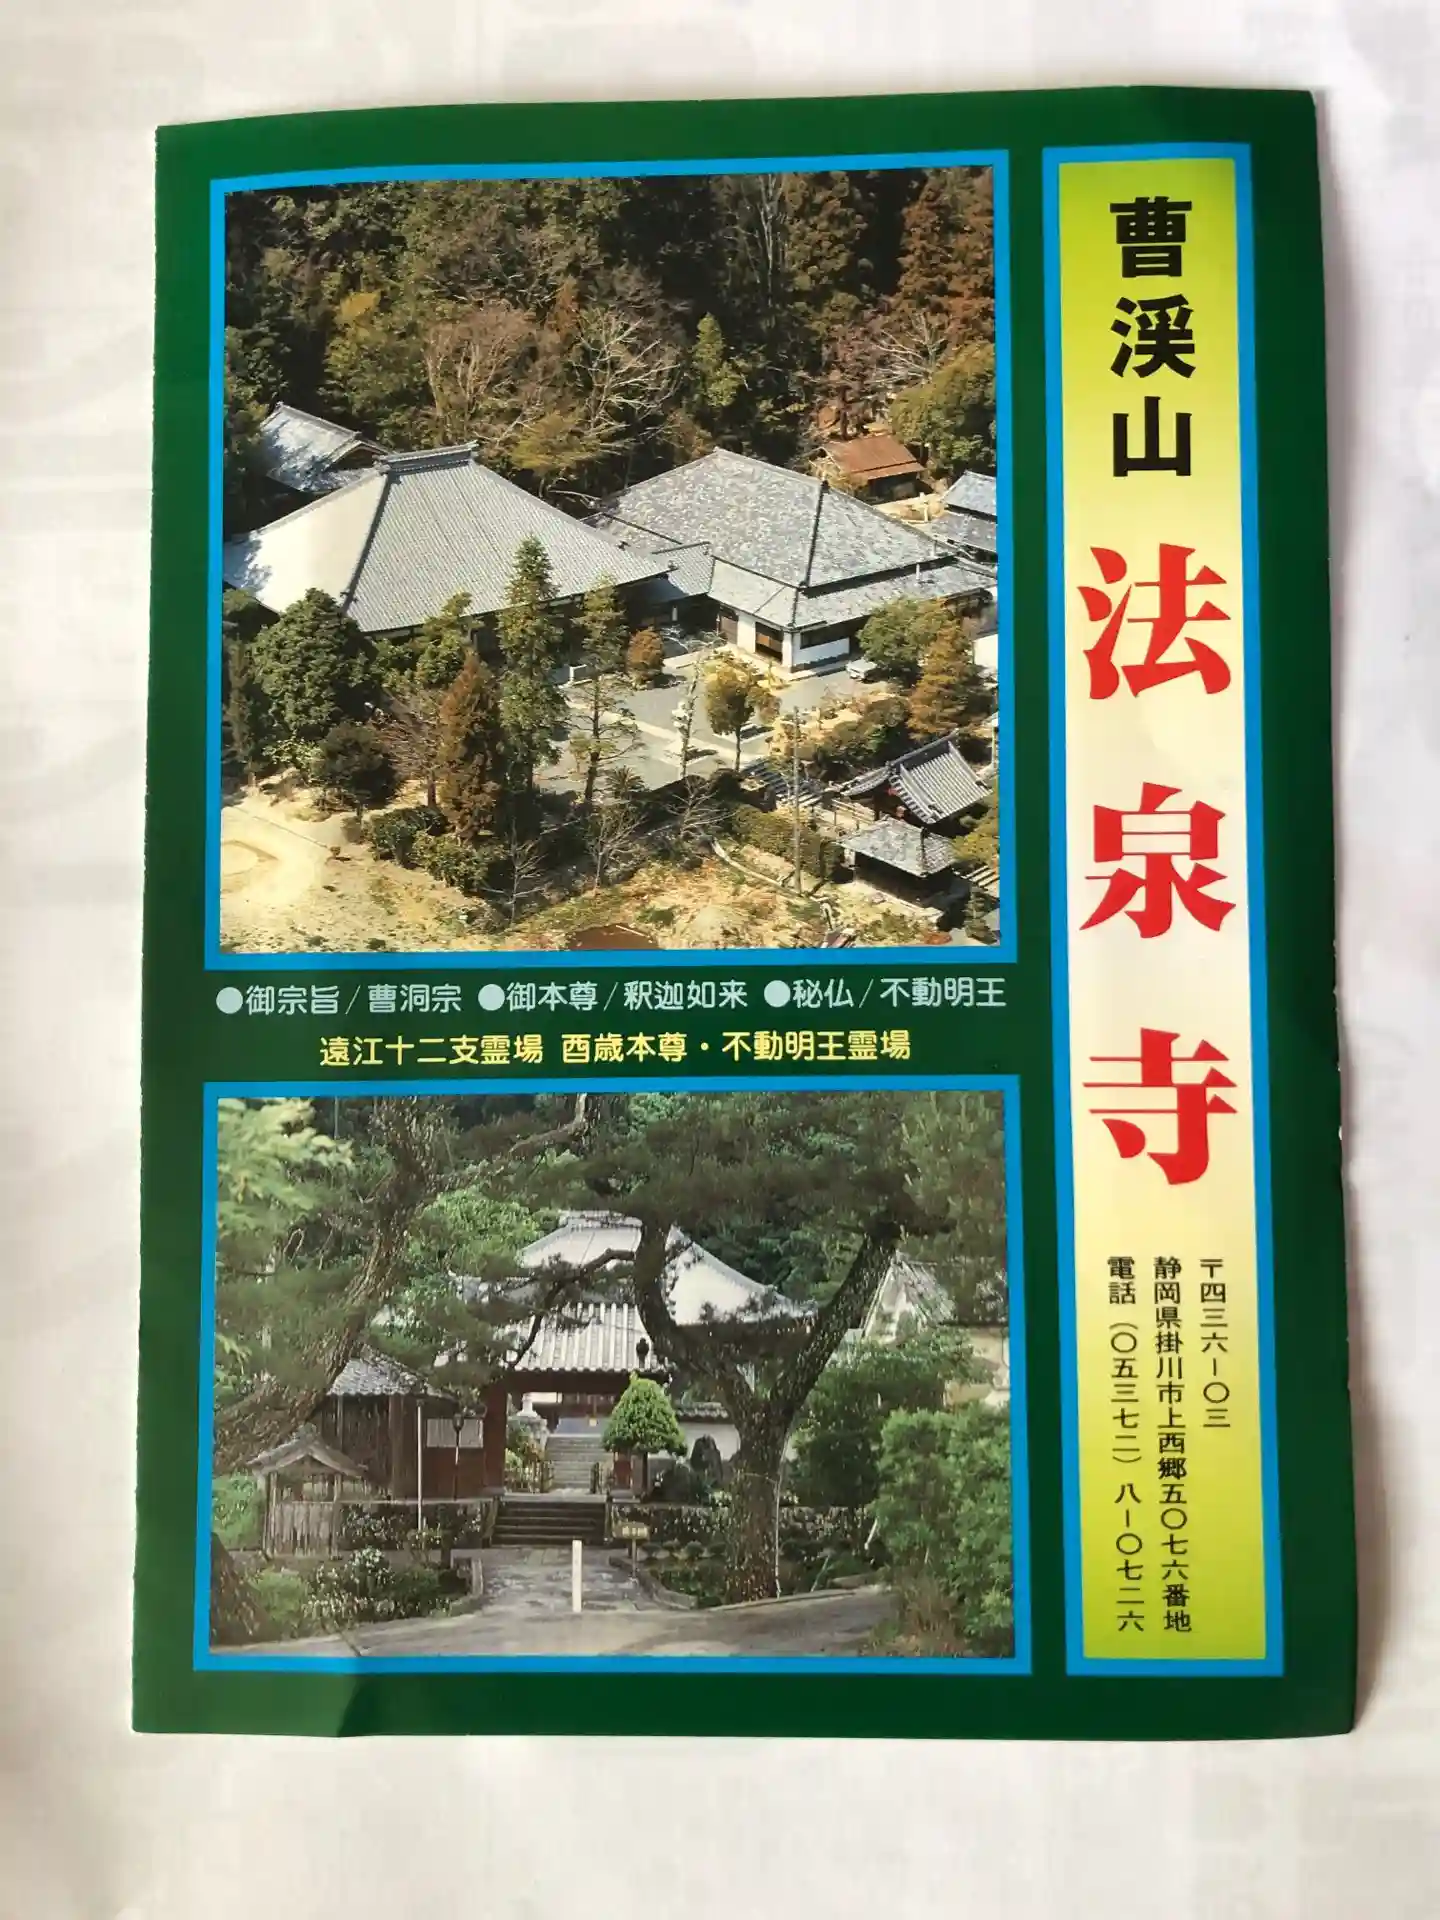 曹渓山 法泉寺
〒四三六-〇三
静岡県掛川市上西郷五〇七六番地
電話(〇五三七二)八-〇七二六
●御宗旨/曹洞宗 ●御本尊/釈迦如来 ●秘仏/不動明王
遠江十二支霊場 酉歳本尊・不動明王霊場